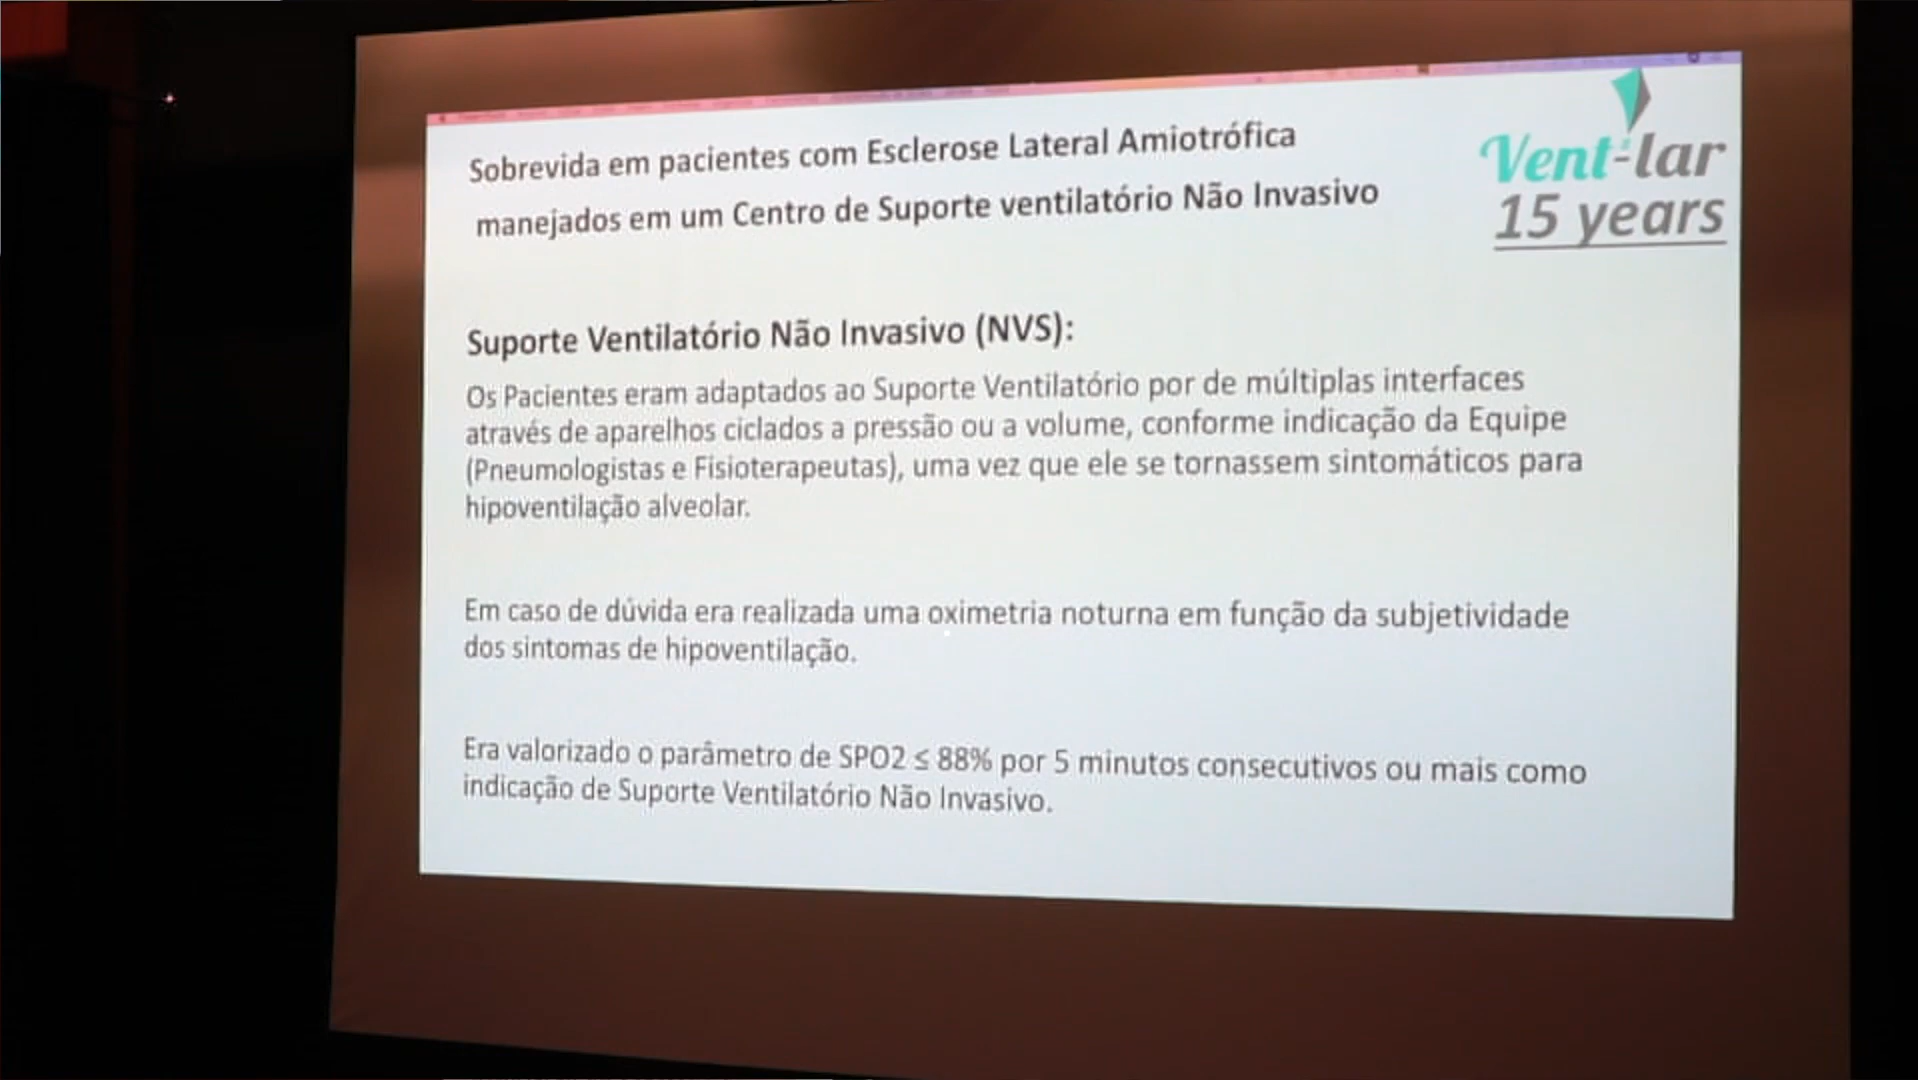 Sobrevida em pacientes com Esclerose Lateral Amiotrófica
manejados em um Centro de Suporte ventilatório Não Invasivo
Vent-lar
15 years
Suporte Ventilatório Não Invasivo (NVS):
Os Pacientes eram adaptados ao Suporte Ventilatório por de múltiplas interfaces
através de aparelhos ciclados a pressão ou a volume, conforme indicação da Equipe
(Pneumologistas e Fisioterapeutas), uma vez que ele se tornassem sintomáticos para
hipoventilação alveolar.
Em caso de dúvida era realizada uma oximetria noturna em função da subjetividade
dos sintomas de hipoventilação.
Era valorizado o parâmetro de SPO2 ≤ 88% por 5 minutos consecutivos ou mais como
indicação de Suporte Ventilatório Não Invasivo.